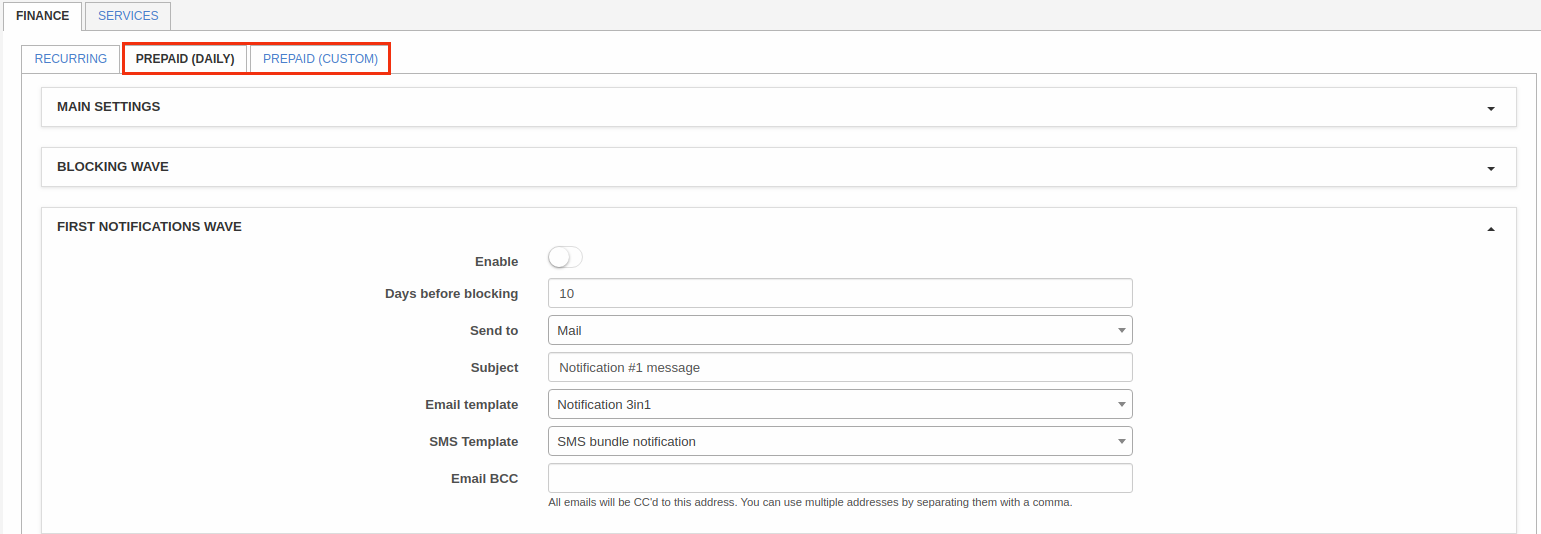 FINANCE SERVICES
RECURRING PREPAID (DAILY) PREPAID (CUSTOM)
MAIN SETTINGS
BLOCKING WAVE
FIRST NOTIFICATIONS WAVE
Enable
Days before blocking 10
Send to Mail
Subject Notification #1 message
Email template Notification 3in1
SMS Template SMS bundle notification
Email BCC
All emails will be CC'd to this address. You can use multiple addresses by separating them with a comma.